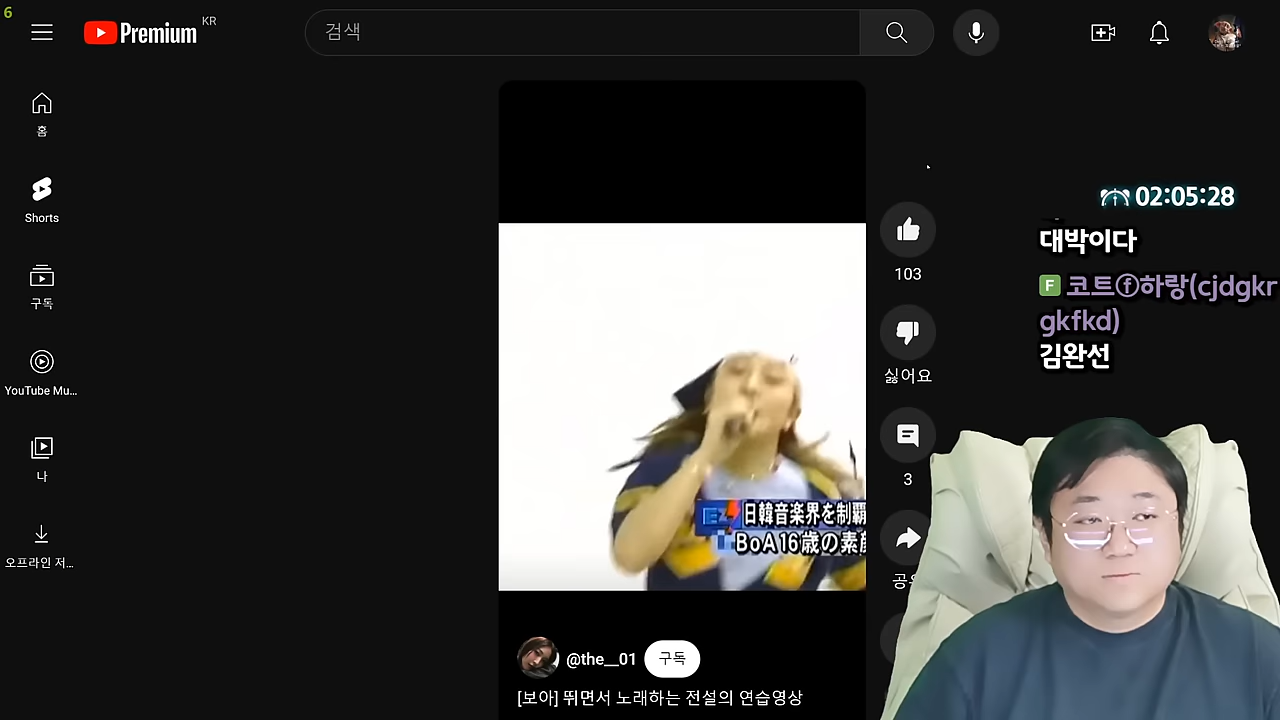 6
Premium KR
검색
홈
Shorts
구독
YouTube Mu...
나
오프라인 저...
日韓音楽界を制覇
BoA 16歳の素顔
@the__01
구독
[보아] 뛰면서 노래하는 전설의 연습영상
103
싫어요
3
02:05:28
대박이다
F 코트ⓕ하랑(cjdgkr
gkfkd)
김완선